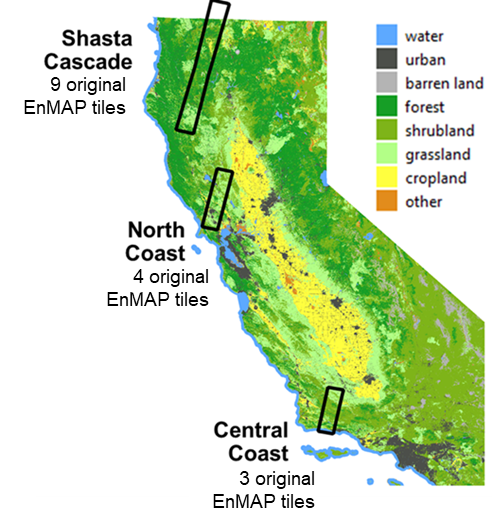 Shasta
Cascade
9 original
EnMAP tiles
North
Coast
4 original
EnMAP tiles
Central
Coast
3 original
EnMAP tiles
water
urban
barren land
forest
shrubland
grassland
cropland
other